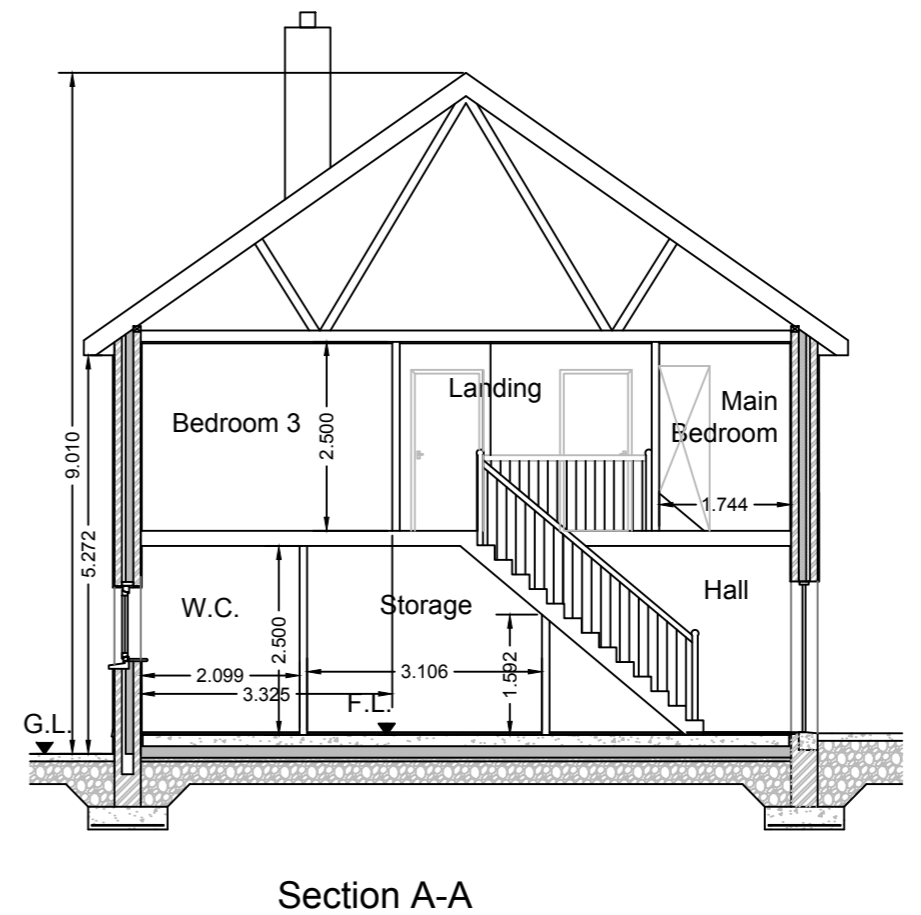 9.010
5.272
Bedroom 3
2.500
Landing
Main
Bedroom
1.744
W.C.
2.500
Storage
Hall
2.099
3.106
1.592
3.325
F.L.
G.L.
Section A-A